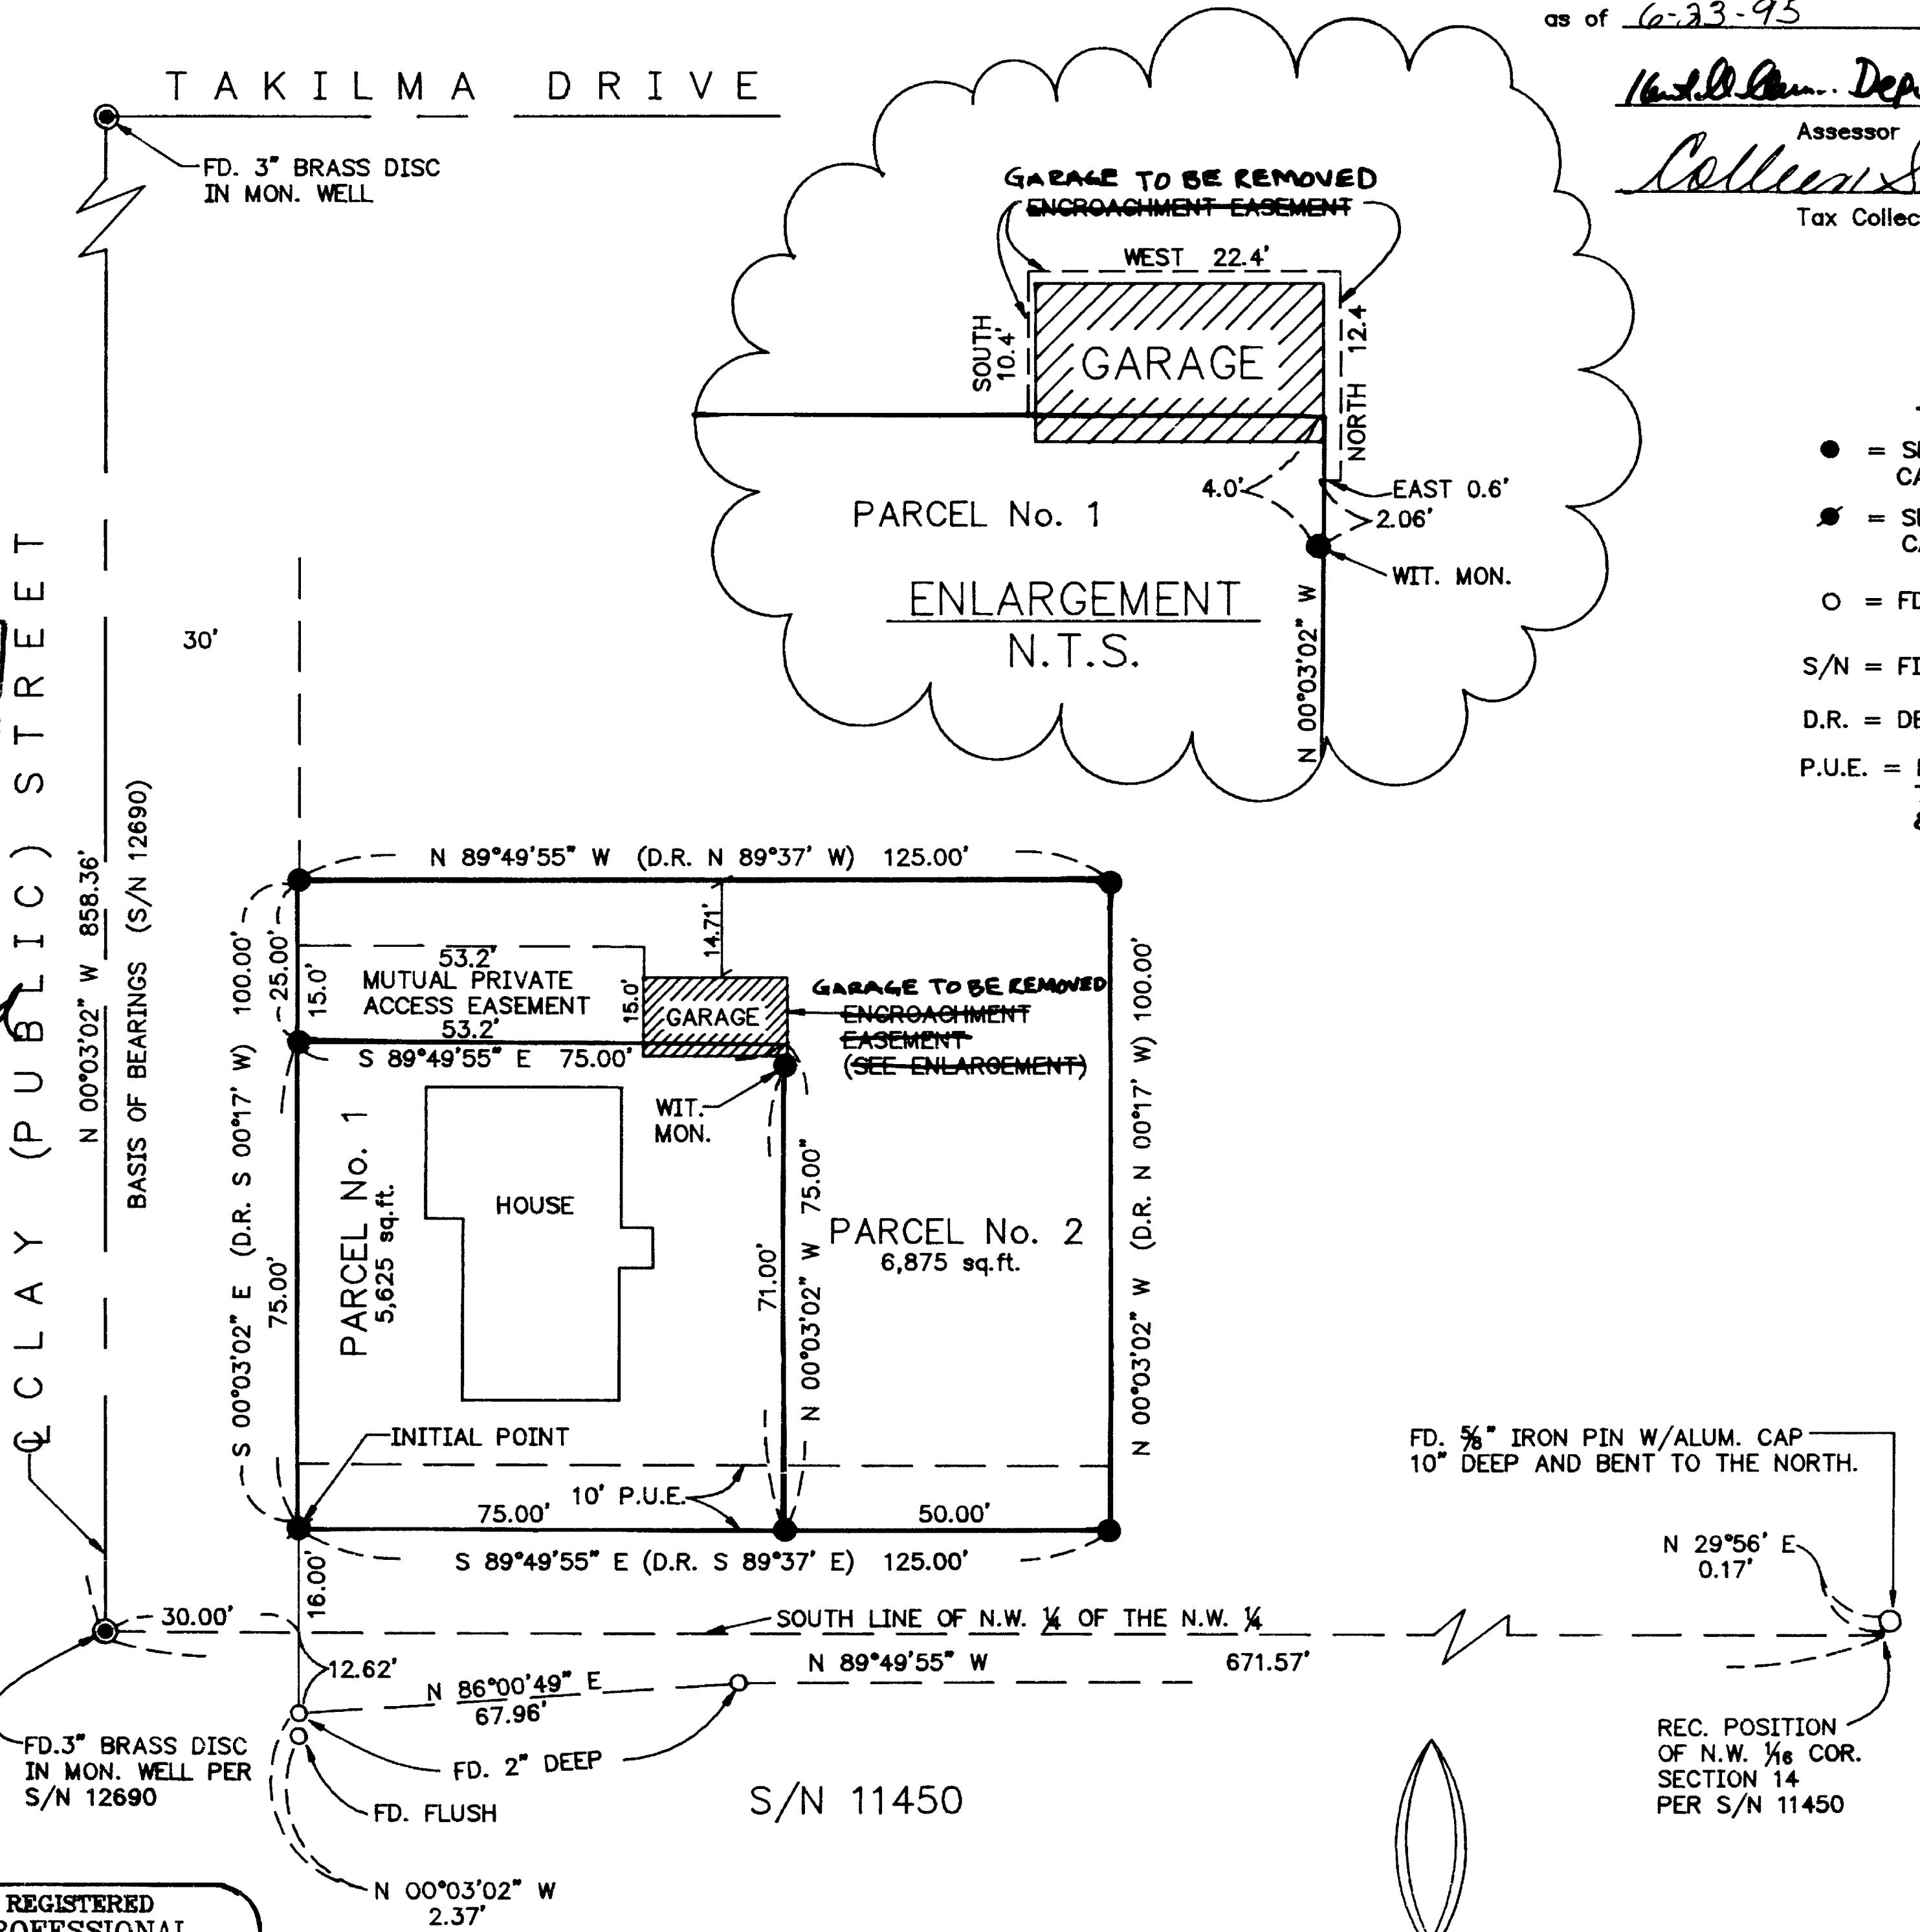 as of 6-23-95
Assessor
Tax Collec
TAKILMA DRIVE
FD. 3" BRASS DISC
IN MON. WELL
GARAGE TO BE REMOVED
ENCROACHMENT EASEMENT
WEST 22.4'
SOUTH
10.4'
GARAGE
NORTH 12.4
4.0'
EAST 0.6'
2.06'
WIT. MON.
PARCEL No. 1
ENLARGEMENT
N.T.S.
N 00°03'02" W
● = S
CA
= S
CA
○ = FD
S/N = FI
D.R. = DE
P.U.E. =
℄ CLAY (PUBLIC) STREET
N 00°03'02" W 858.36'
BASIS OF BEARINGS (S/N 12690)
30'
N 89°49'55" W (D.R. N 89°37' W) 125.00'
S 00°03'02" E (D.R. S 00°17' W) 100.00'
25.00'
15.0'
53.2'
MUTUAL PRIVATE
ACCESS EASEMENT
53.2'
15.0'
14.71'
GARAGE
GARAGE TO BE REMOVED
ENCROACHMENT
EASEMENT
(SEE ENLARGEMENT)
S 89°49'55" E 75.00'
WIT.
MON.
75.00'
PARCEL No. 1
5,625 sq.ft.
HOUSE
71.00'
N 00°03'02" W 75.00"
PARCEL No. 2
6,875 sq.ft.
N 00°03'02" W (D.R. N 00°17' W) 100.00'
INITIAL POINT
10' P.U.E.
75.00'
50.00'
S 89°49'55" E (D.R. S 89°37' E) 125.00'
16.00'
30.00'
SOUTH LINE OF N.W. ¼ OF THE N.W. ¼
12.62'
N 86°00'49" E
67.96'
N 89°49'55" W 671.57'
FD. ⅝" IRON PIN W/ALUM. CAP
10" DEEP AND BENT TO THE NORTH.
N 29°56' E
0.17'
REC. POSITION
OF N.W. 1/16 COR.
SECTION 14
PER S/N 11450
FD.3" BRASS DISC
IN MON. WELL PER
S/N 12690
FD. 2" DEEP
FD. FLUSH
S/N 11450
N 00°03'02" W
2.37'
REGISTERED
ROFESSIONAL